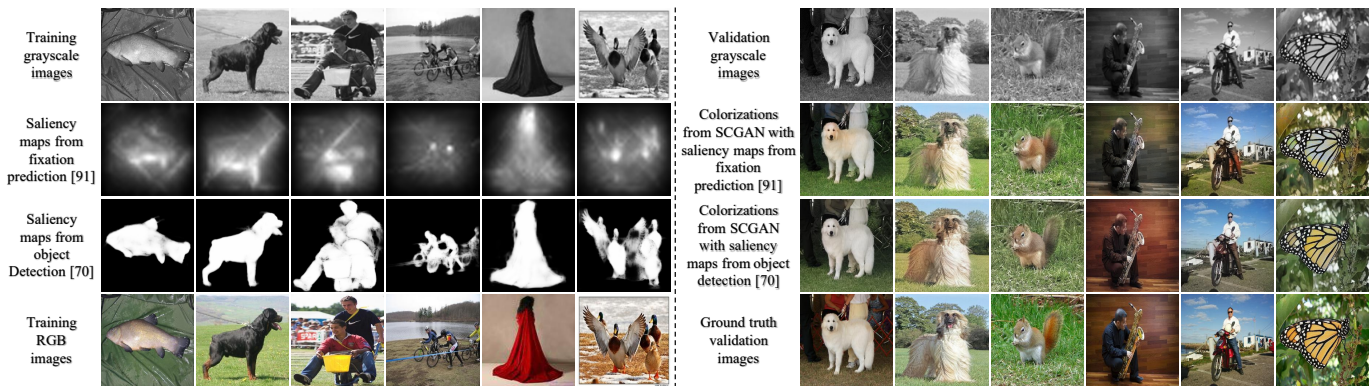 Training
grayscale
images
Saliency
maps from
fixation
prediction [91]
Saliency
maps from
object
Detection [70]
Training
RGB
images
Validation
grayscale
images
Colorizations
from SCGAN with
saliency maps from
fixation
prediction [91]
Colorizations
from SCGAN
with saliency
maps from object
detection [70]
Ground truth
validation
images